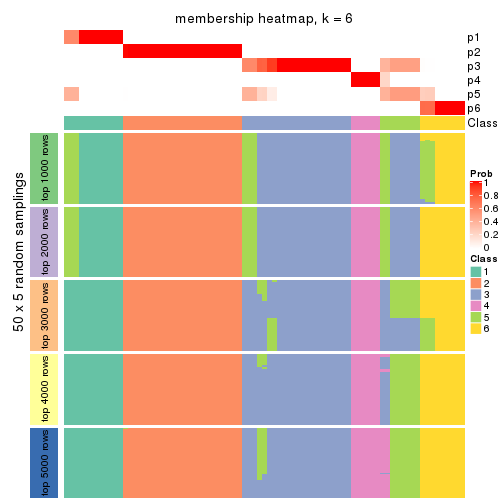 membership heatmap, k = 6
p1
p2
p3
p4
p5
p6
Class
50 x 5 random samplings
top 1000 rows
top 2000 rows
top 3000 rows
top 4000 rows
top 5000 rows
Prob
1
0.8
0.6
0.4
0.2
0
Class
1
2
3
4
5
6